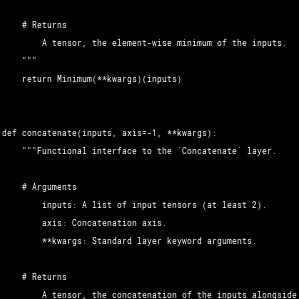 # Returns
A tensor, the element-wise minimum of the inputs.
"""
return Minimum(**kwargs)(inputs)
def concatenate(inputs, axis=-1, **kwargs):
"""Functional interface to the `Concatenate` layer.
# Arguments
inputs: A list of input tensors (at least 2).
axis: Concatenation axis.
**kwargs: Standard layer keyword arguments.
# Returns
A tensor, the concatenation of the inputs alongside